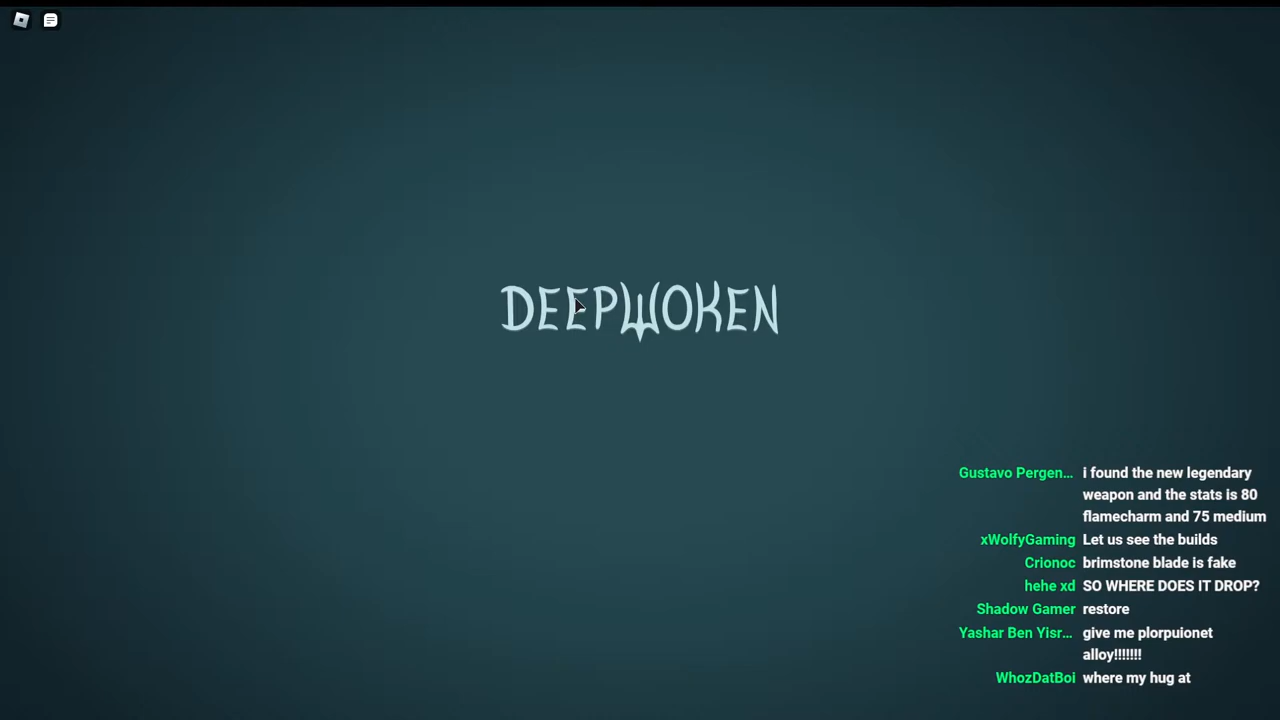 DEEPWOKEN
Gustavo Pergen... i found the new legendary
weapon and the stats is 80
flamecharm and 75 medium
xWolfyGaming Let us see the builds
Crionoc brimstone blade is fake
hehe xd SO WHERE DOES IT DROP?
Shadow Gamer restore
Yashar Ben Yisr... give me plorpuionet
alloy!!!!!!!
WhozDatBoi where my hug at